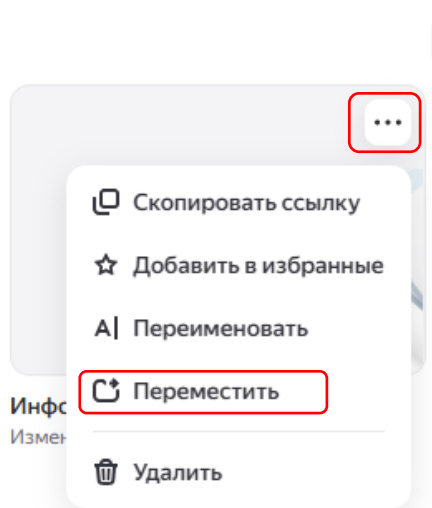 Скопировать ссылку
Добавить в избранные
Переименовать
Переместить
Удалить